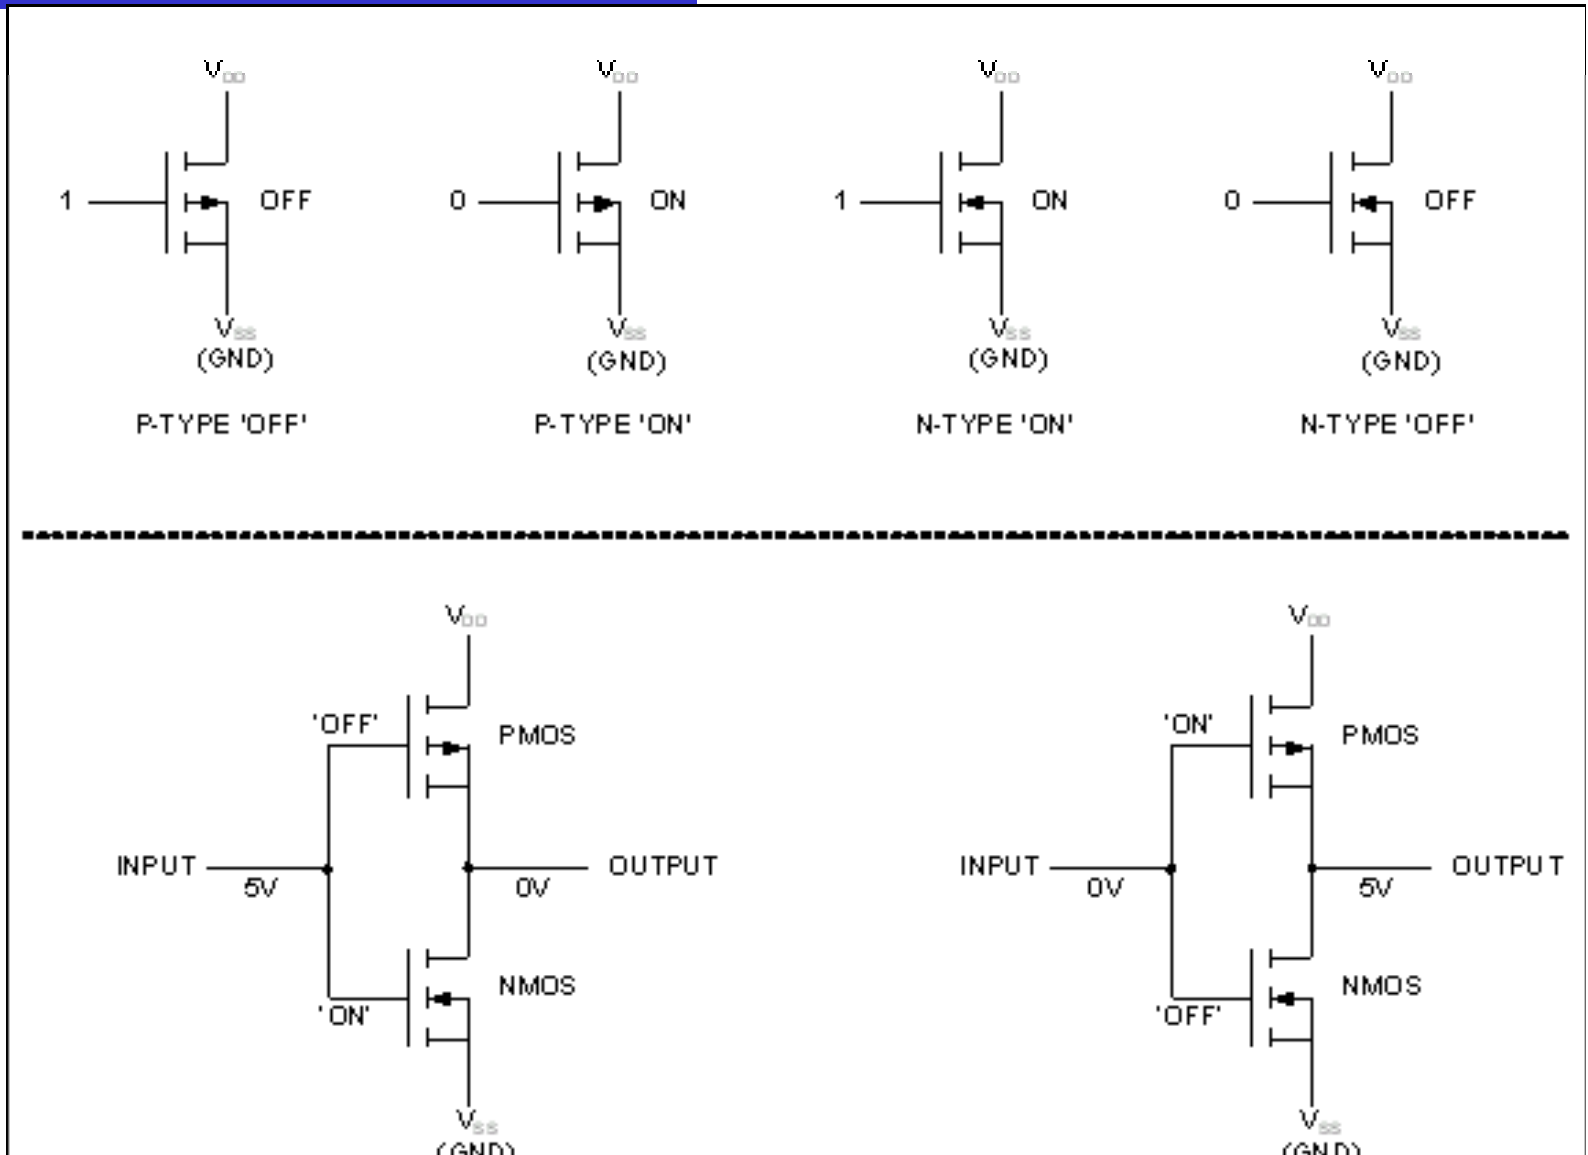 VDD VDD VDD VDD
1 OFF 0 ON 1 ON 0 OFF
VSS VSS VSS VSS
(GND) (GND) (GND) (GND)
P-TYPE 'OFF' P-TYPE 'ON' N-TYPE 'ON' N-TYPE 'OFF'
VDD VDD
'OFF' PMOS 'ON' PMOS
INPUT 5V 0V OUTPUT INPUT 0V 5V OUTPUT
'ON' NMOS 'OFF' NMOS
VSS VSS
(GND) (GND)